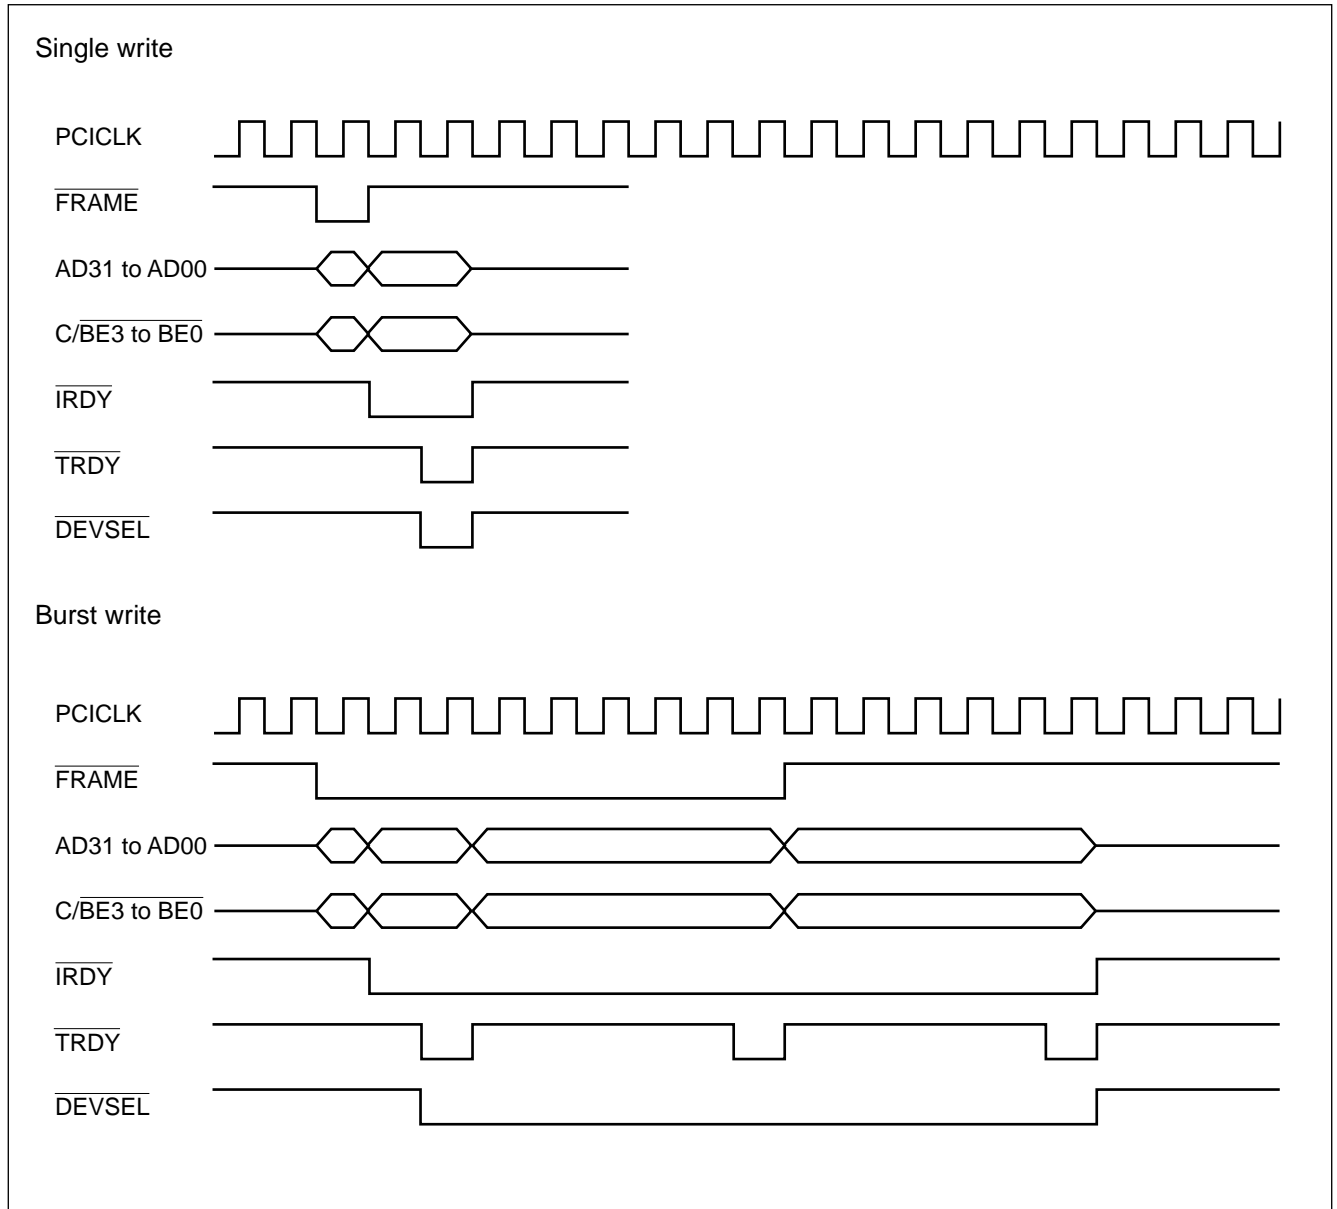 Single write
PCICLK
FRAME
AD31 to AD00
C/BE3 to BE0
IRDY
TRDY
DEVSEL
Burst write
PCICLK
FRAME
AD31 to AD00
C/BE3 to BE0
IRDY
TRDY
DEVSEL